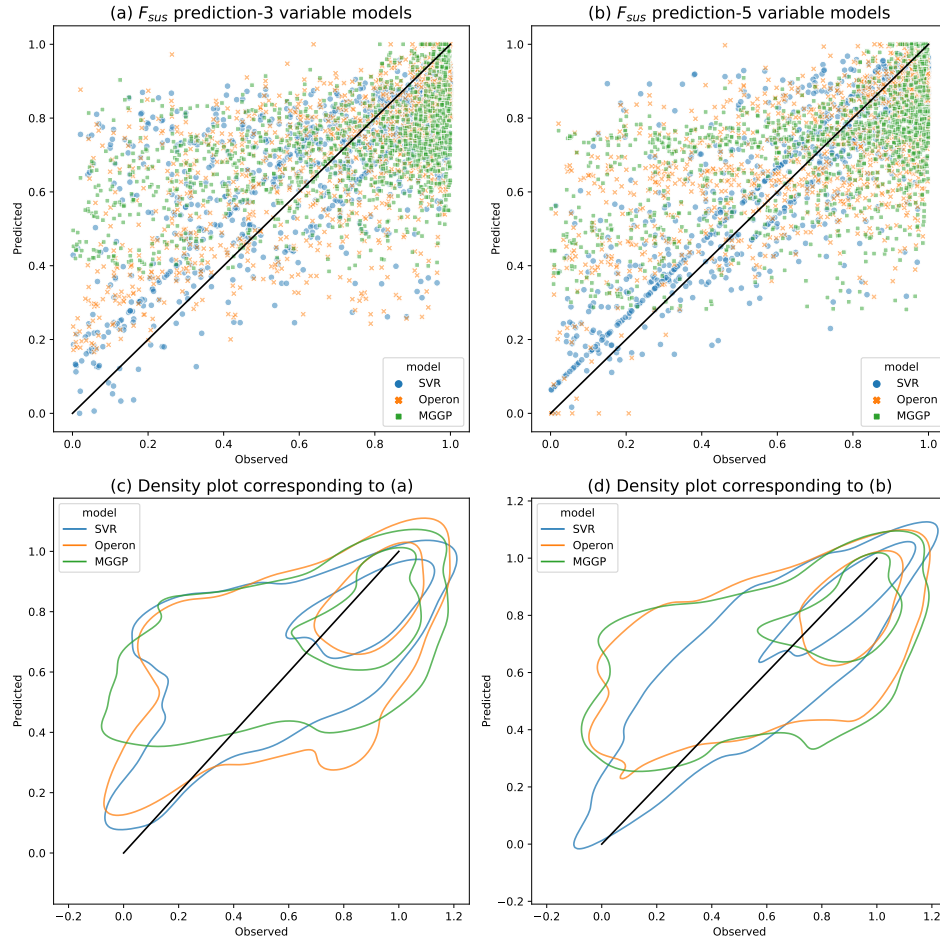 (a) F_sus prediction-3 variable models
1.0
0.8
0.6
0.4
0.2
0.0
Predicted
0.0 0.2 0.4 0.6 0.8 1.0
Observed
model
SVR
Operon
MGGP
(b) F_sus prediction-5 variable models
1.0
0.8
0.6
0.4
0.2
0.0
Predicted
0.0 0.2 0.4 0.6 0.8 1.0
Observed
model
SVR
Operon
MGGP
(c) Density plot corresponding to (a)
model
SVR
Operon
MGGP
1.0
0.8
0.6
0.4
0.2
0.0
Predicted
−0.2 0.0 0.2 0.4 0.6 0.8 1.0 1.2
Observed
(d) Density plot corresponding to (b)
model
SVR
Operon
MGGP
1.2
1.0
0.8
0.6
0.4
0.2
0.0
−0.2
Predicted
−0.2 0.0 0.2 0.4 0.6 0.8 1.0 1.2
Observed